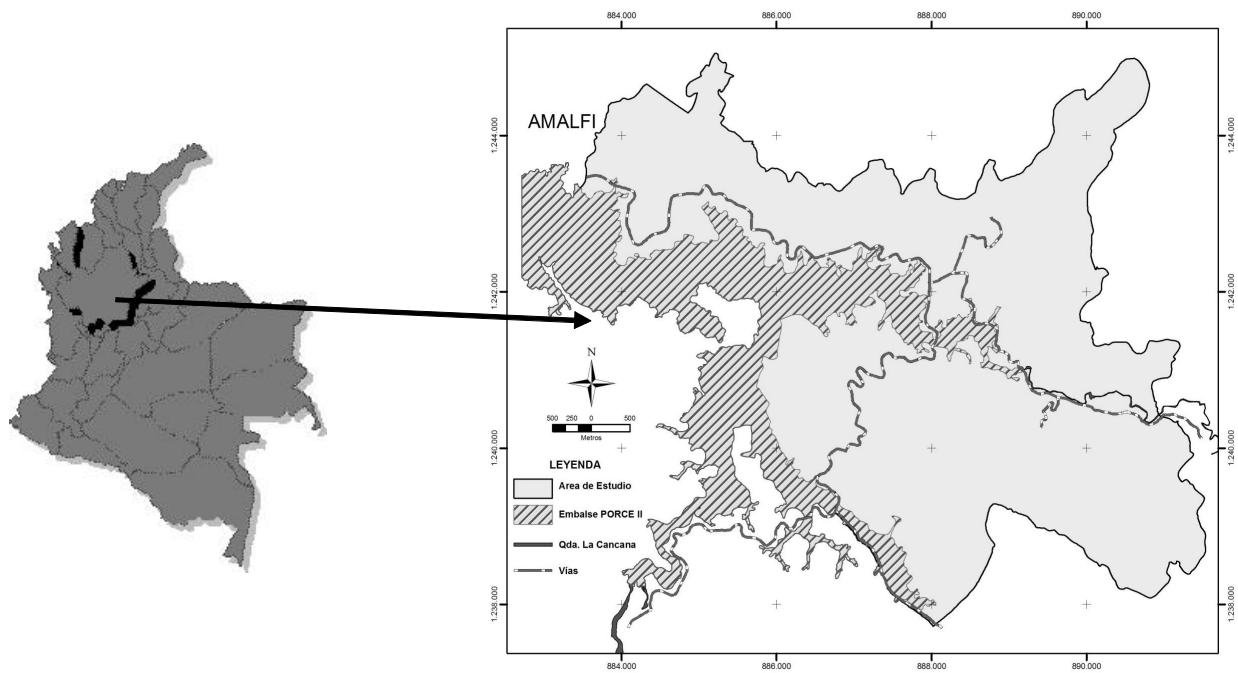 884.000 886.000 888.000 890.000
AMALFI
1.244.000 1.244.000
1.242.000 1.242.000
N
500 250 0 500
Metros
1.240.000 1.240.000
LEYENDA
Area de Estudio
Embalse PORCE II
Qda. La Cancana
Vías
1.238.000 1.238.000
884.000 886.000 888.000 890.000